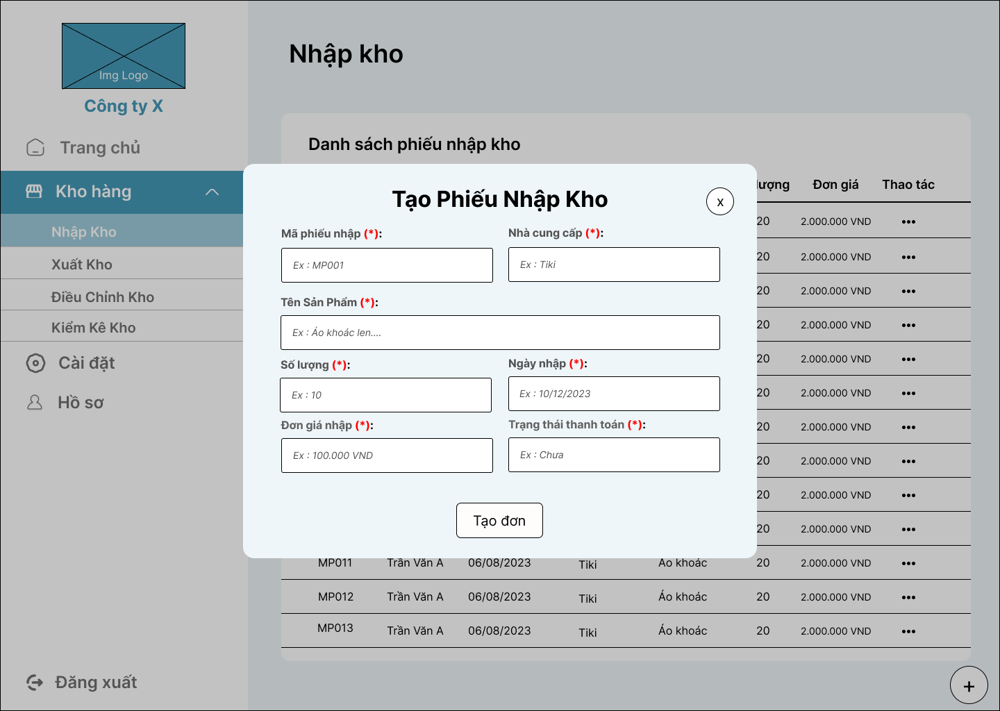 Img Logo
Công ty X
Trang chủ
Kho hàng
Nhập Kho
Xuất Kho
Điều Chỉnh Kho
Kiểm Kê Kho
Cài đặt
Hồ sơ
Đăng xuất
Nhập kho
Danh sách phiếu nhập kho
lượng Đơn giá Thao tác
20 2.000.000 VND •••
20 2.000.000 VND •••
20 2.000.000 VND •••
20 2.000.000 VND •••
20 2.000.000 VND •••
20 2.000.000 VND •••
20 2.000.000 VND •••
20 2.000.000 VND •••
20 2.000.000 VND •••
20 2.000.000 VND •••
MP011 Trần Văn A 06/08/2023 Tiki Áo khoác 20 2.000.000 VND •••
MP012 Trần Văn A 06/08/2023 Tiki Áo khoác 20 2.000.000 VND •••
MP013 Trần Văn A 06/08/2023 Tiki Áo khoác 20 2.000.000 VND •••
Tạo Phiếu Nhập Kho
x
Mã phiếu nhập (*): Nhà cung cấp (*):
Ex : MP001 Ex : Tiki
Tên Sản Phẩm (*):
Ex : Áo khoác len....
Số lượng (*): Ngày nhập (*):
Ex : 10 Ex : 10/12/2023
Đơn giá nhập (*): Trạng thái thanh toán (*):
Ex : 100.000 VND Ex : Chưa
Tạo đơn
+